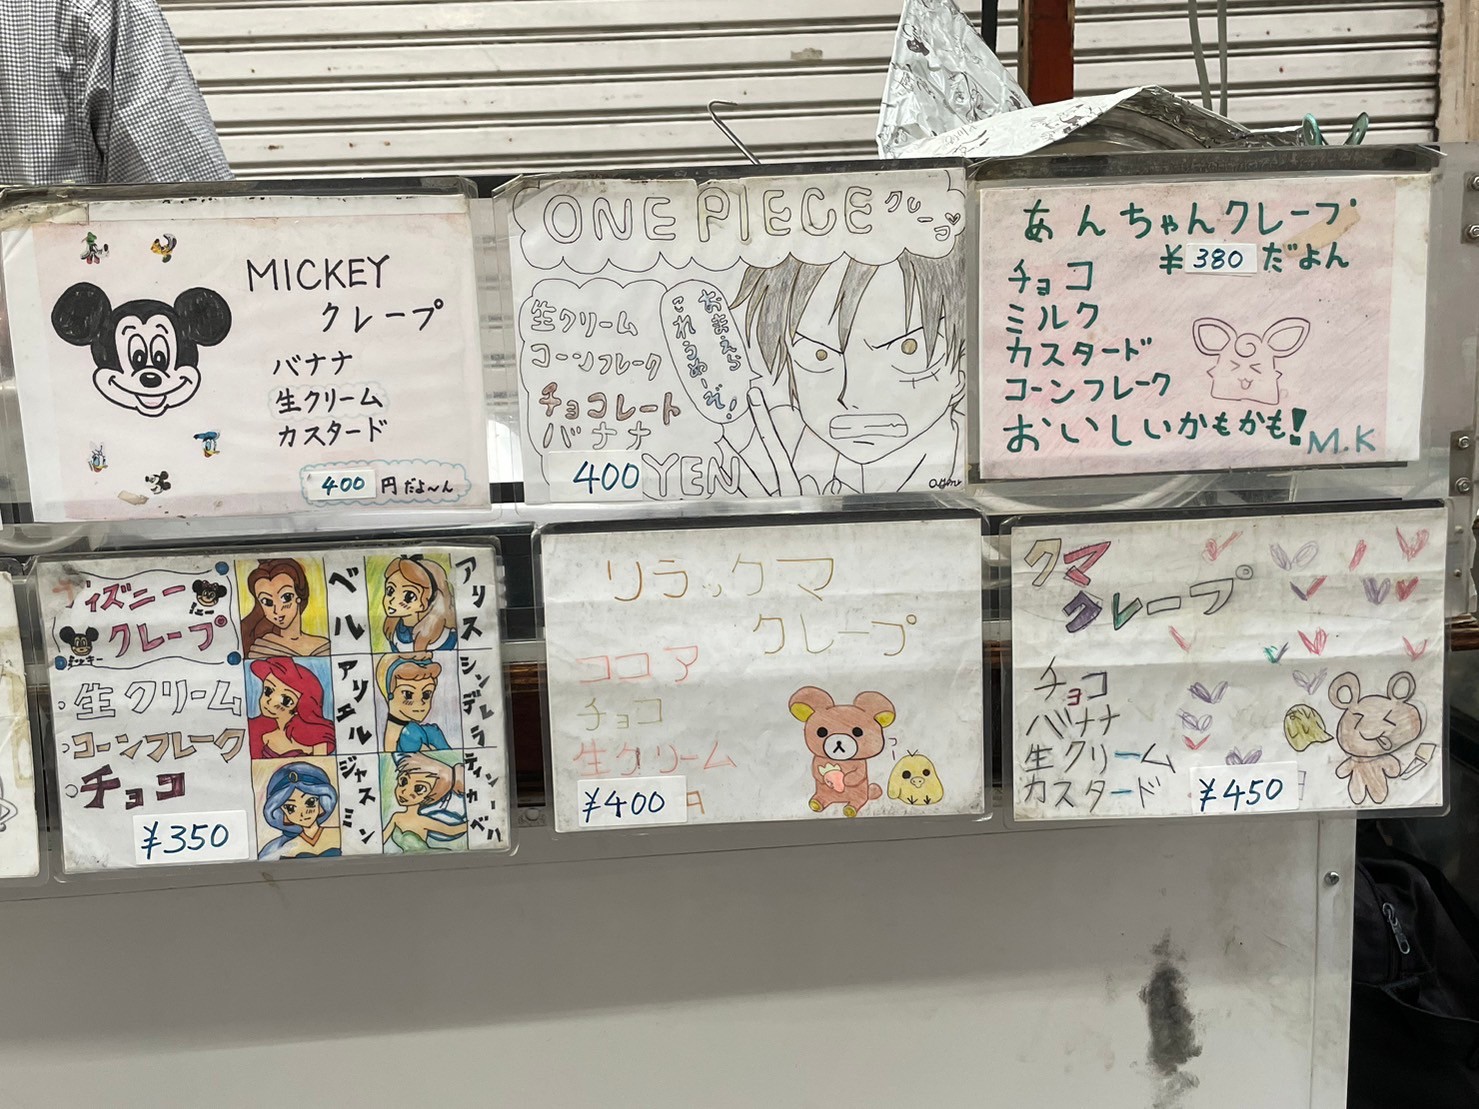 MICKEY
クレープ
バナナ
生クリーム
カスタード
400 円だよ〜ん
ONE PIECE クレープ
生クリーム
コーンフレーク
チョコレート
バナナ
400 YEN
おまえら
これうめーぞ!
あんちゃんクレープ
¥380 だよん
チョコ
ミルク
カスタード
コーンフレーク
おいしいかもかも!
M.K
ディズニー
クレープ
ミニー
ミッキー
生クリーム
コーンフレーク
チョコ
¥350
ベル
アリス
アリエル
シンデレラ
ジャスミン
ティンカーベル
リラックマ
クレープ
ココア
チョコ
生クリーム
¥400
クマ
クレープ
チョコ
バナナ
生クリーム
カスタード
¥450